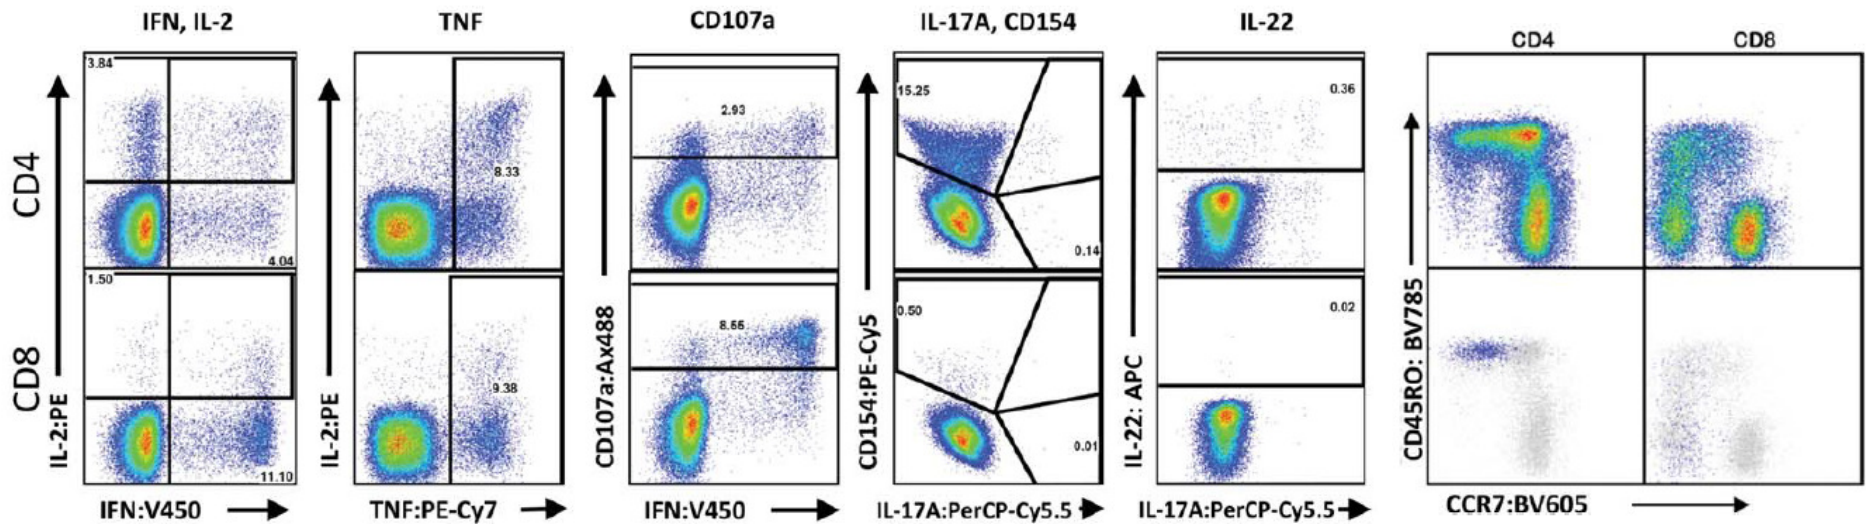 IFN, IL-2
TNF
CD107a
IL-17A, CD154
IL-22
CD4
CD8
CD4
3.84
4.04
8.33
2.93
15.25
0.14
0.36
CD8
1.50
11.10
9.38
8.66
0.50
0.01
0.02
IL-2:PE
IL-2:PE
CD107a:Ax488
CD154:PE-Cy5
IL-22: APC
CD45RO: BV785
IFN:V450
TNF:PE-Cy7
IFN:V450
IL-17A:PerCP-Cy5.5
IL-17A:PerCP-Cy5.5
CCR7:BV605